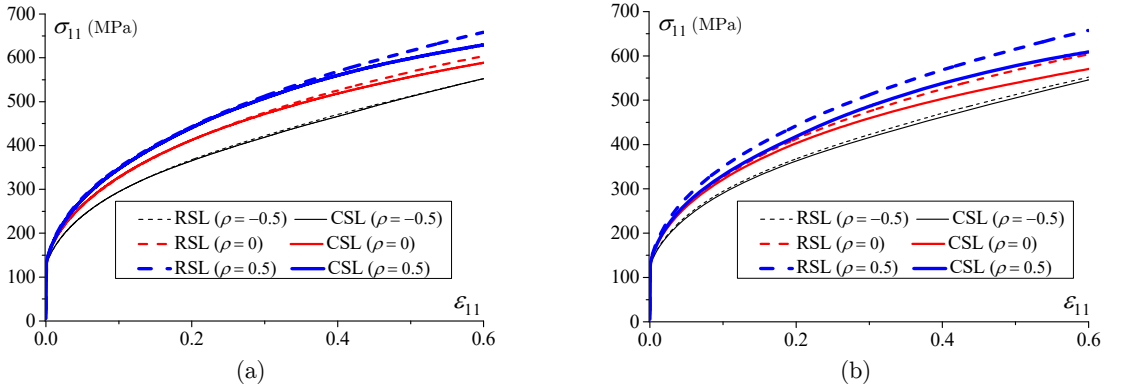 σ₁₁ (MPa)
700
600
500
400
300
200
100
0
RSL (ρ = −0.5) CSL (ρ = −0.5)
RSL (ρ = 0) CSL (ρ = 0)
RSL (ρ = 0.5) CSL (ρ = 0.5)
ε₁₁
0.0 0.2 0.4 0.6
(a)
σ₁₁ (MPa)
700
600
500
400
300
200
100
0
RSL (ρ = −0.5) CSL (ρ = −0.5)
RSL (ρ = 0) CSL (ρ = 0)
RSL (ρ = 0.5) CSL (ρ = 0.5)
ε₁₁
0.0 0.2 0.4 0.6
(b)